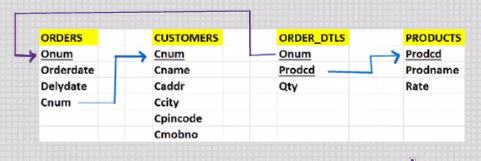 ORDERS CUSTOMERS ORDER_DTLS PRODUCTS
Onum Cnum Onum Prodcd
Orderdate Cname Prodcd Prodname
Delydate Caddr Qty Rate
Cnum Ccity
Cpincode
Cmobno